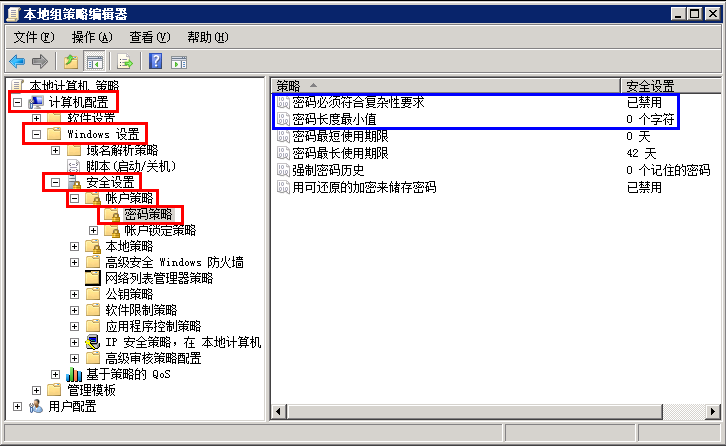 本地组策略编辑器
文件(F) 操作(A) 查看(V) 帮助(H)
本地计算机 策略
计算机配置
软件设置
Windows 设置
域名解析策略
脚本(启动/关机)
安全设置
帐户策略
密码策略
帐户锁定策略
本地策略
高级安全 Windows 防火墙
网络列表管理器策略
公钥策略
软件限制策略
应用程序控制策略
IP 安全策略，在 本地计算机
高级审核策略配置
基于策略的 QoS
管理模板
用户配置
策略 安全设置
密码必须符合复杂性要求 已禁用
密码长度最小值 0 个字符
密码最短使用期限 0 天
密码最长使用期限 42 天
强制密码历史 0 个记住的密码
用可还原的加密来储存密码 已禁用